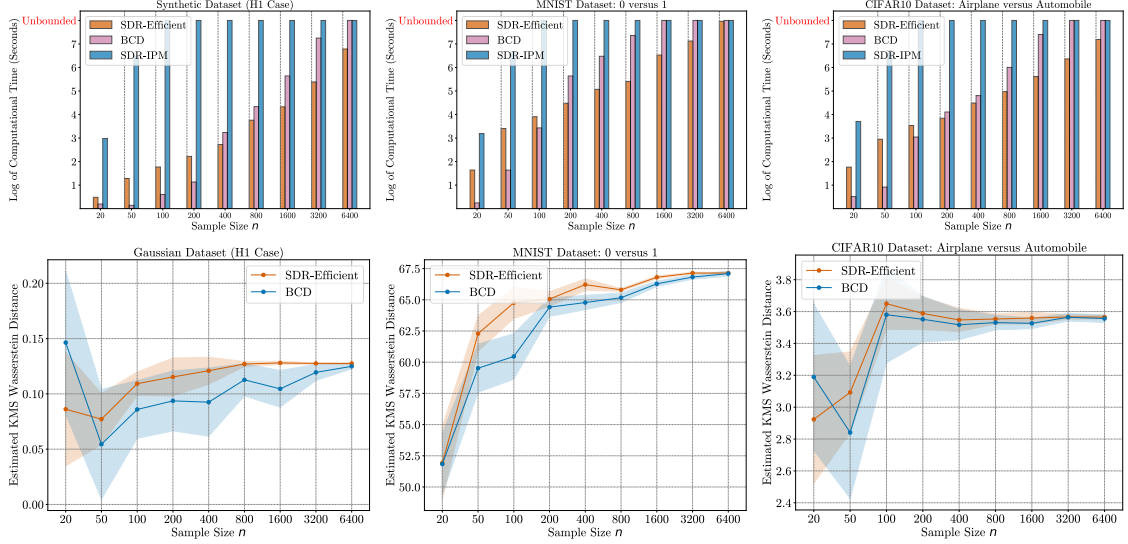 Synthetic Dataset (H1 Case)
Unbounded
SDR-Efficient
BCD
SDR-IPM
7
6
5
4
3
2
1
Log of Computational Time (Seconds)
20 50 100 200 400 800 1600 3200 6400
Sample Size n
MNIST Dataset: 0 versus 1
Unbounded
SDR-Efficient
BCD
SDR-IPM
7
6
5
4
3
2
1
Log of Computational Time (Seconds)
20 50 100 200 400 800 1600 3200 6400
Sample Size n
CIFAR10 Dataset: Airplane versus Automobile
Unbounded
SDR-Efficient
BCD
SDR-IPM
7
6
5
4
3
2
1
Log of Computational Time (Seconds)
20 50 100 200 400 800 1600 3200 6400
Sample Size n
Gaussian Dataset (H1 Case)
SDR-Efficient
BCD
0.20
0.15
0.10
0.05
0.00
Estimated KMS Wasserstein Distance
20 50 100 200 400 800 1600 3200 6400
Sample Size n
MNIST Dataset: 0 versus 1
SDR-Efficient
BCD
67.5
65.0
62.5
60.0
57.5
55.0
52.5
50.0
Estimated KMS Wasserstein Distance
20 50 100 200 400 800 1600 3200 6400
Sample Size n
CIFAR10 Dataset: Airplane versus Automobile
SDR-Efficient
BCD
3.8
3.6
3.4
3.2
3.0
2.8
2.6
2.4
Estimated KMS Wasserstein Distance
20 50 100 200 400 800 1600 3200 6400
Sample Size n